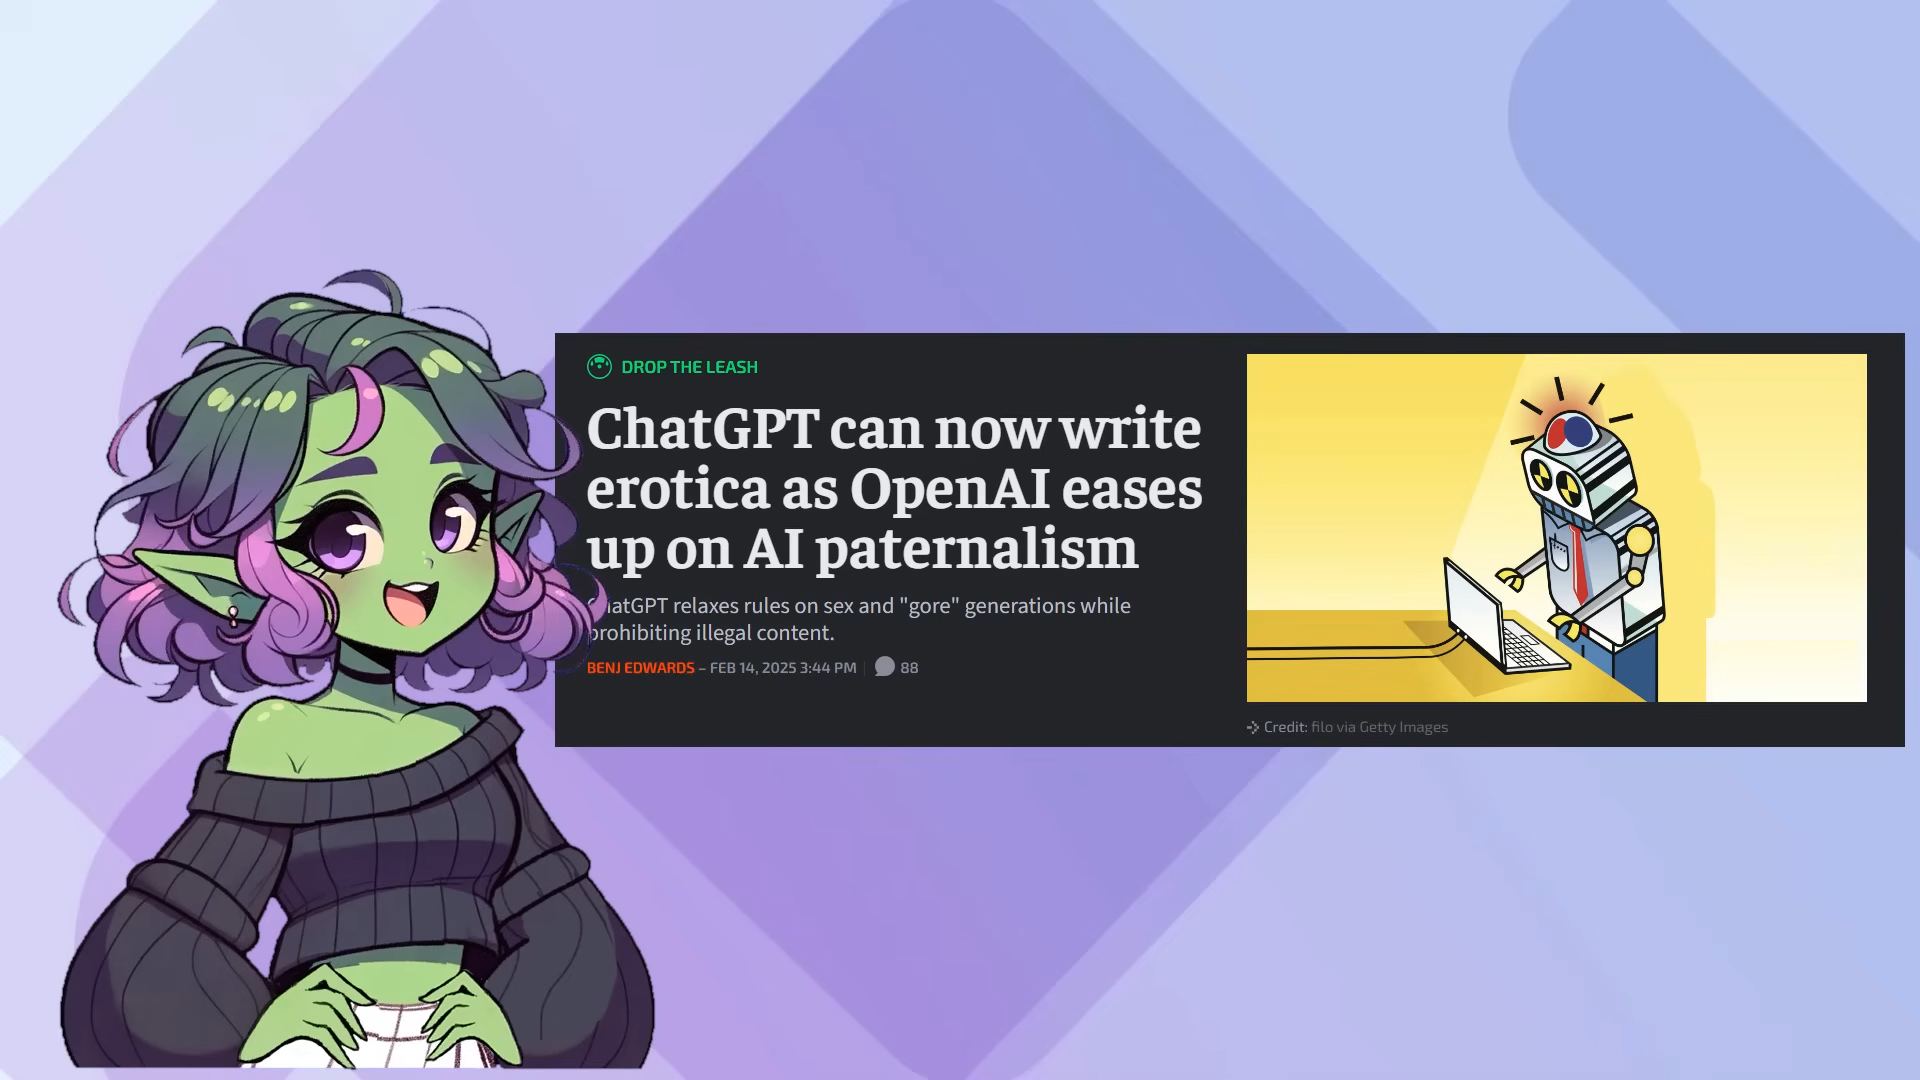 DROP THE LEASH
ChatGPT can now write
erotica as OpenAI eases
up on AI paternalism
ChatGPT relaxes rules on sex and "gore" generations while
prohibiting illegal content.
BENJ EDWARDS – FEB 14, 2025 3:44 PM | 88
Credit: filo via Getty Images